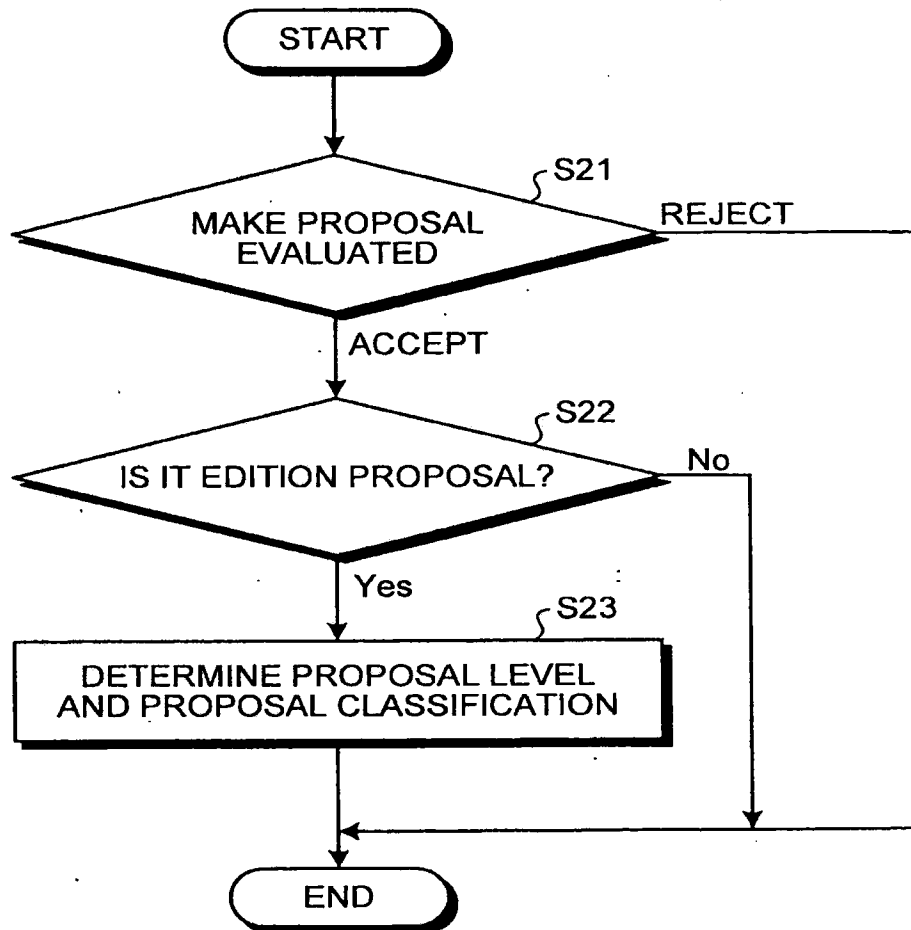 START
S21
MAKE PROPOSAL
EVALUATED
REJECT
ACCEPT
S22
IS IT EDITION PROPOSAL?
No
Yes
S23
DETERMINE PROPOSAL LEVEL
AND PROPOSAL CLASSIFICATION
END